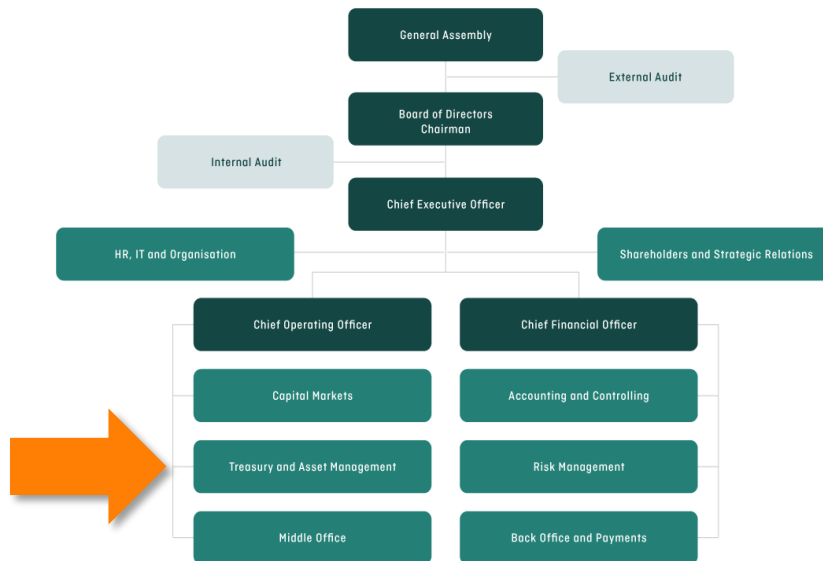 General Assembly
External Audit
Board of Directors
Chairman
Internal Audit
Chief Executive Officer
HR, IT and Organisation
Shareholders and Strategic Relations
Chief Operating Officer
Chief Financial Officer
Capital Markets
Accounting and Controlling
Treasury and Asset Management
Risk Management
Middle Office
Back Office and Payments